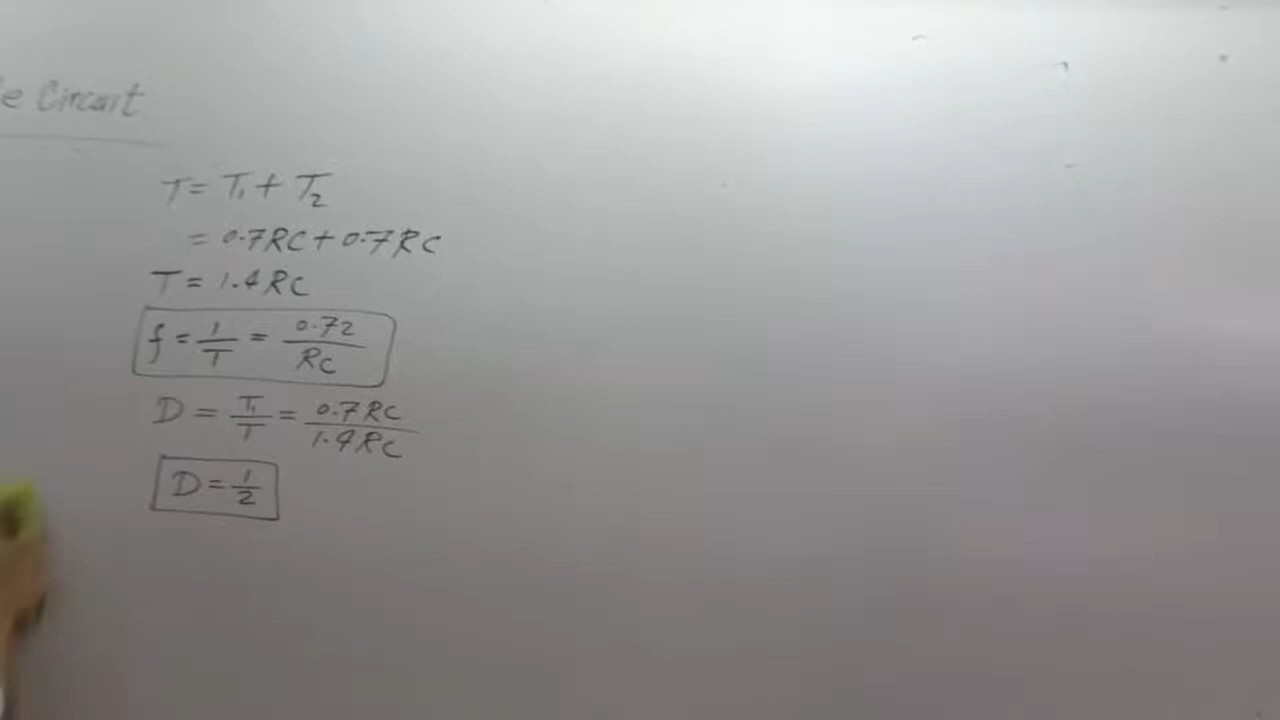 e Circuit
T = T₁ + T₂
= 0.7RC + 0.7RC
T = 1.4RC
f = 1/T = 0.72/RC
D = T₁/T = 0.7RC/1.4RC
D = 1/2